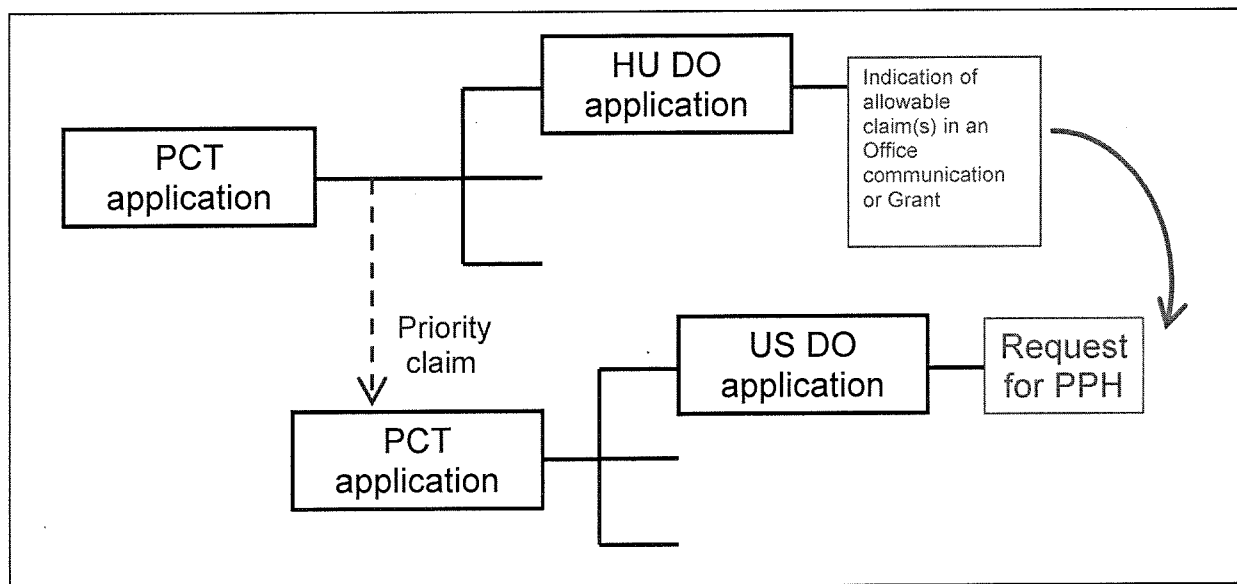 HU DO
application
Indication of
allowable
claim(s) in an
Office
communication
or Grant
PCT
application
Priority
claim
US DO
application
Request
for PPH
PCT
application